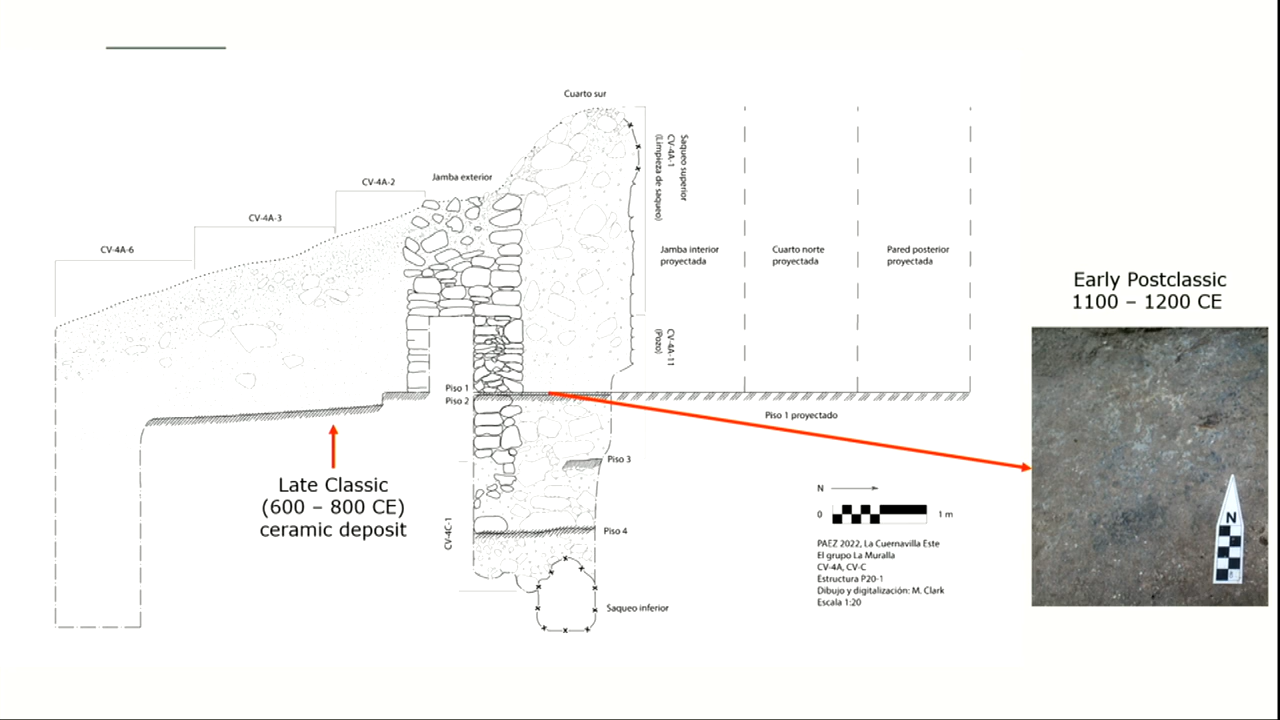 Cuarto sur
Jamba exterior
CV-4A-2
CV-4A-3
CV-4A-6
Saqueo superior
CV-4A-1
(Limpieza de saqueo)
Jamba interior
proyectada
Cuarto norte
proyectada
Pared posterior
proyectada
CV-4A-11
(Pozo)
Piso 1
Piso 2
Piso 1 proyectado
Piso 3
Piso 4
CV-4C-1
Saqueo inferior
Late Classic
(600 – 800 CE)
ceramic deposit
N
0 1 m
PAEZ 2022, La Cuernavilla Este
El grupo La Muralla
CV-4A, CV-C
Estructura P20-1
Dibujo y digitalización: M. Clark
Escala 1:20
Early Postclassic
1100 – 1200 CE
N